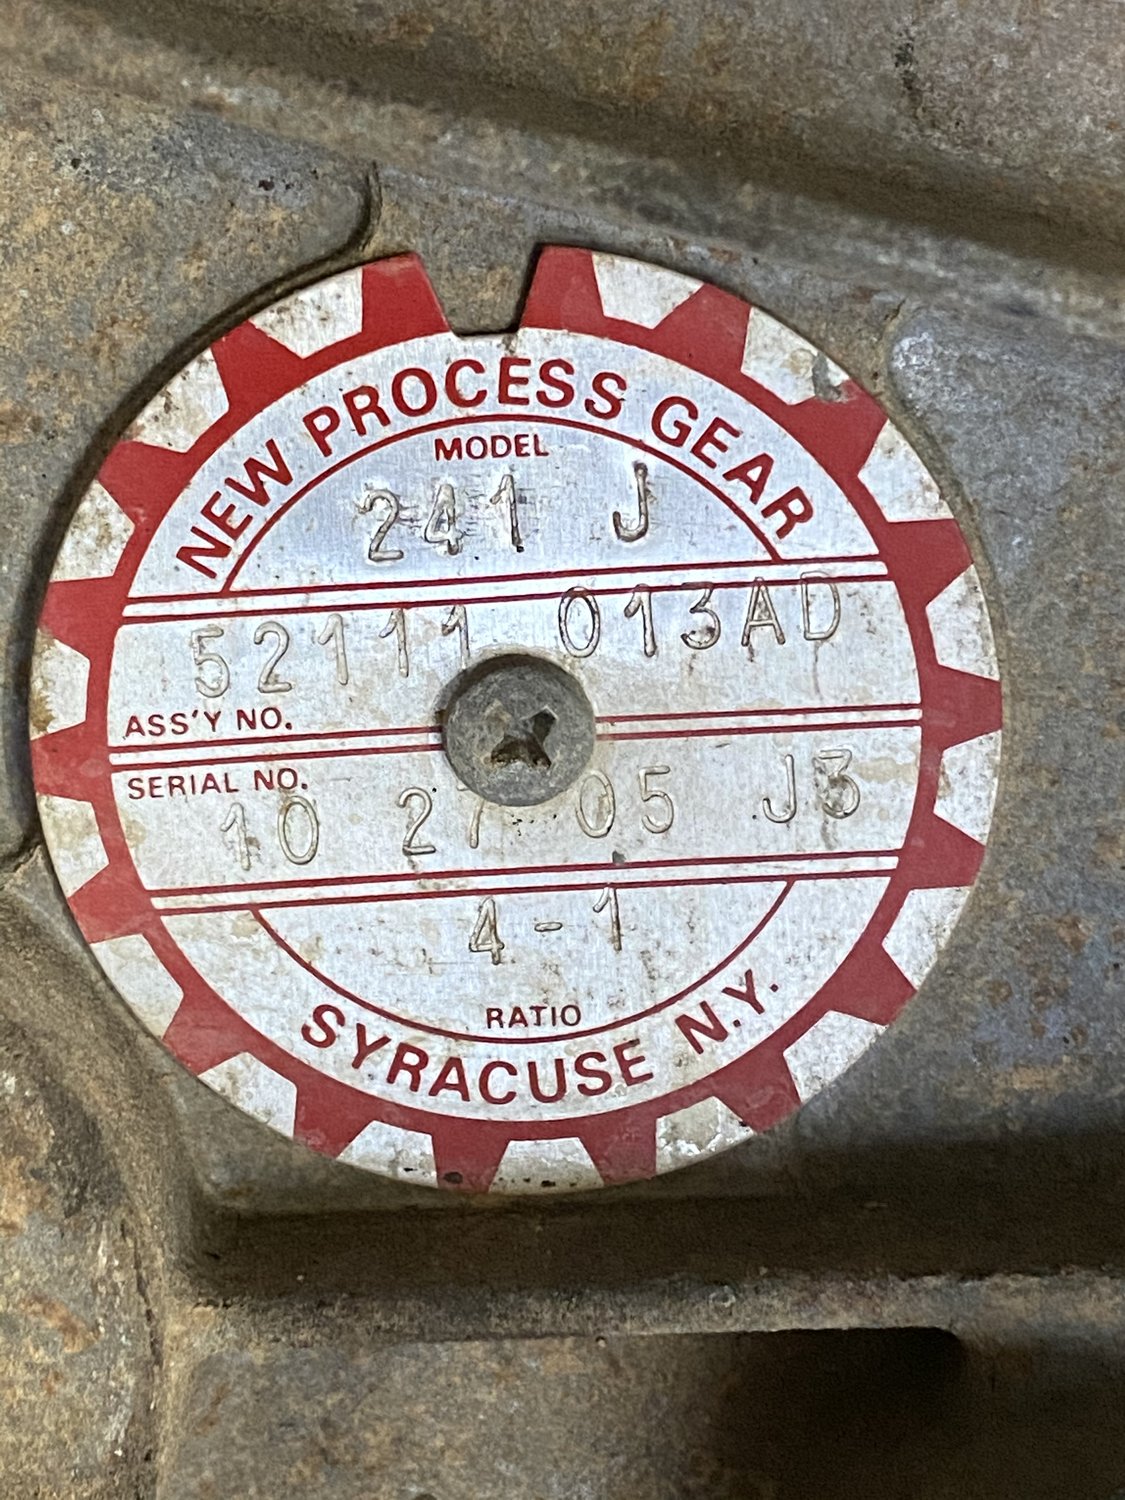 NEW PROCESS GEAR
MODEL
241 J
52111 013AD
ASS'Y NO.
SERIAL NO.
10 27 05 J3
4-1
RATIO
SYRACUSE N.Y.